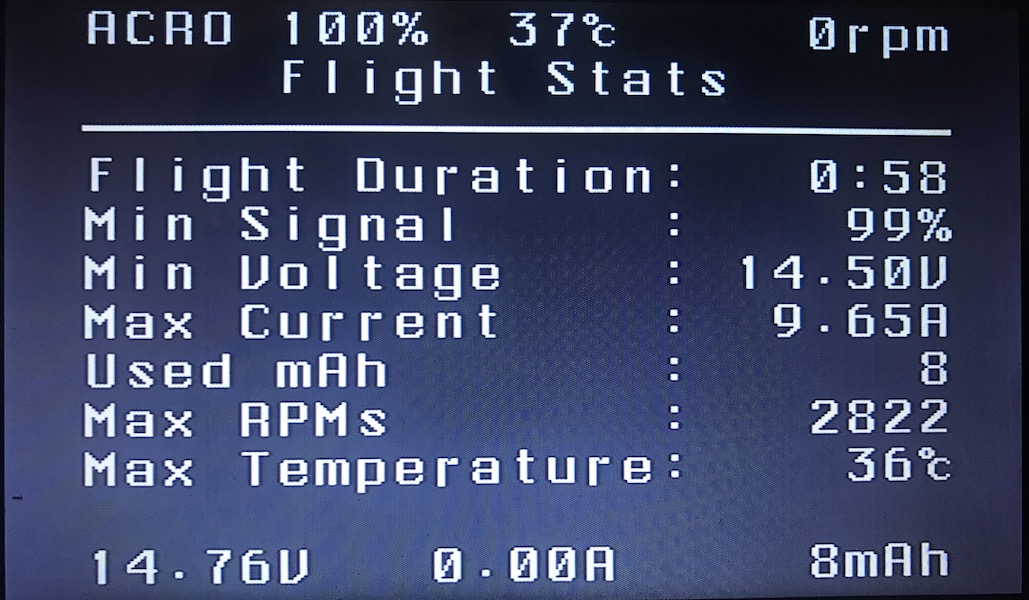 ACRO 100% 37℃ 0rpm
Flight Stats
Flight Duration: 0:58
Min Signal : 99%
Min Voltage : 14.50V
Max Current : 9.65A
Used mAh : 8
Max RPMs : 2822
Max Temperature: 36℃
14.76V 0.00A 8mAh